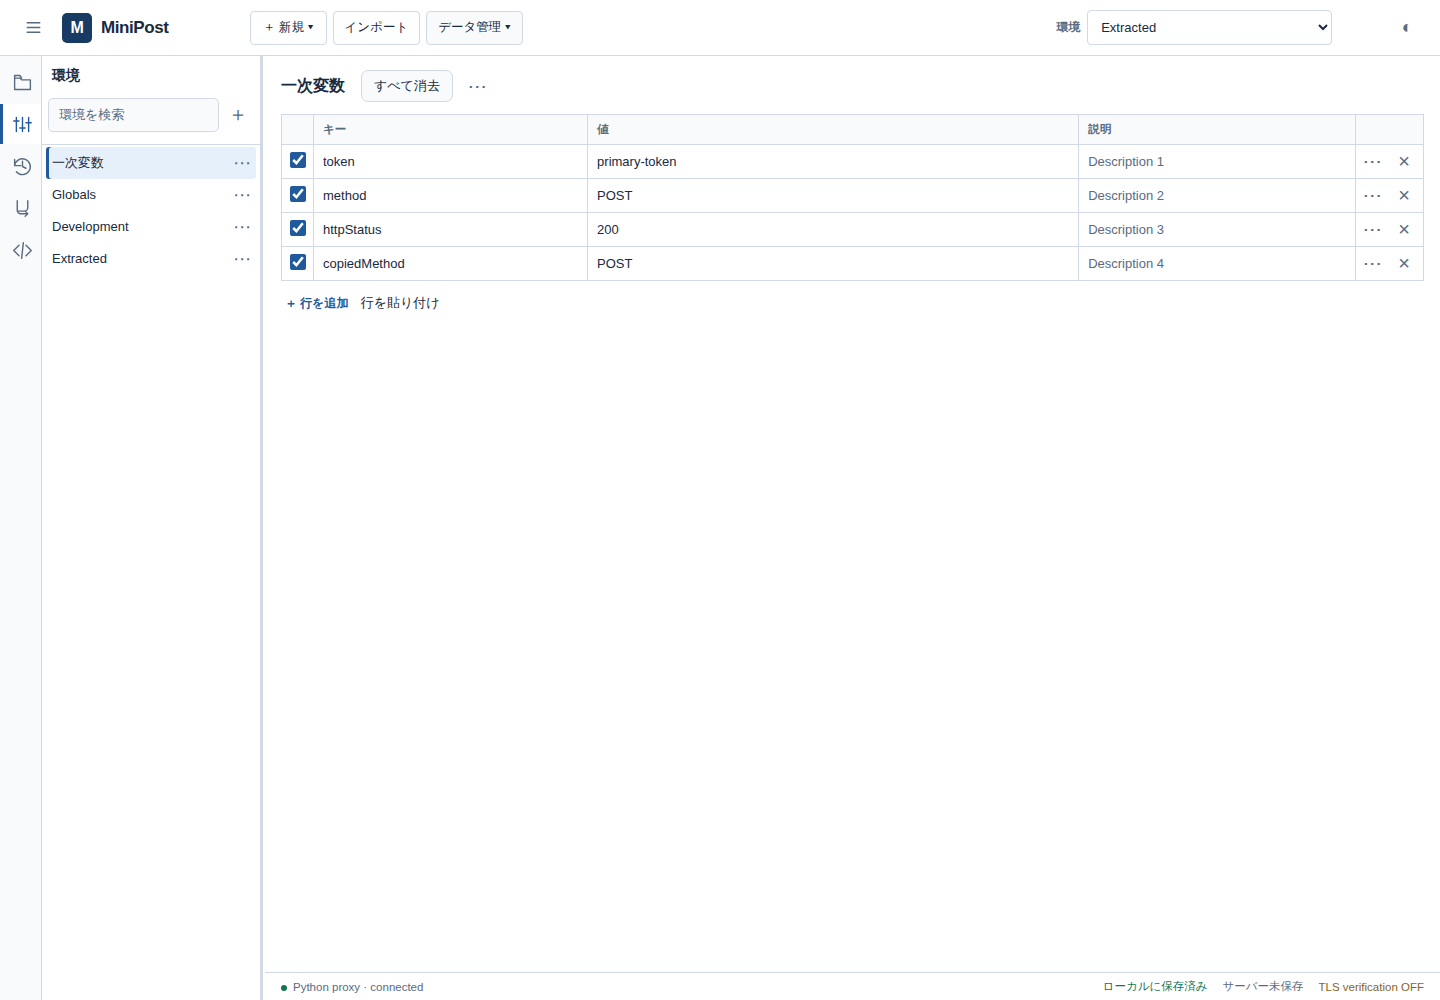 M MiniPost ＋ 新規 ▾ インポート データ管理 ▾ 環境 Extracted
環境
環境を検索 ＋
一次変数 ···
Globals ···
Development ···
Extracted ···
一次変数 すべて消去 ···
キー 値 説明
token primary-token Description 1 ··· ×
method POST Description 2 ··· ×
httpStatus 200 Description 3 ··· ×
copiedMethod POST Description 4 ··· ×
＋ 行を追加 行を貼り付け
Python proxy · connected ローカルに保存済み サーバー未保存 TLS verification OFF